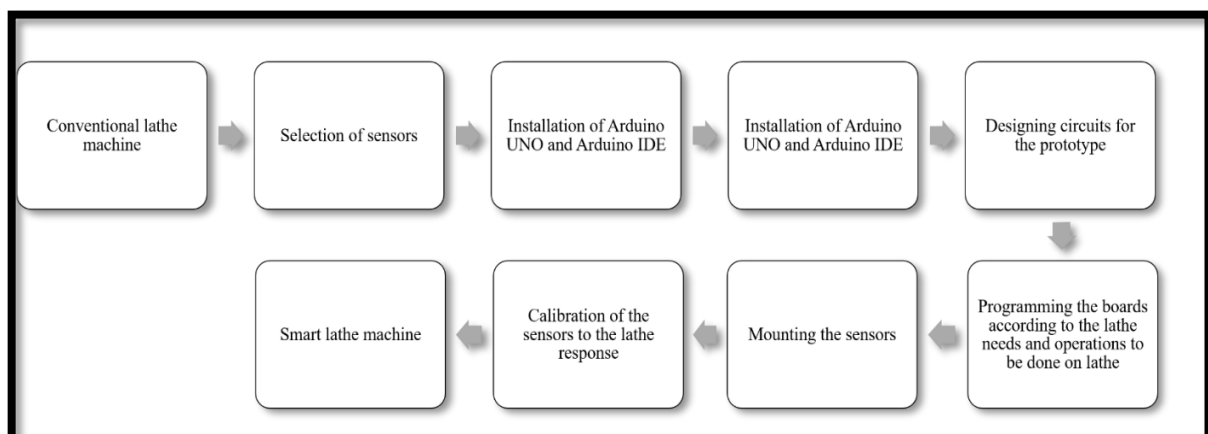 Conventional lathe
machine
Selection of sensors
Installation of Arduino
UNO and Arduino IDE
Installation of Arduino
UNO and Arduino IDE
Designing circuits for
the prototype
Programming the boards
according to the lathe
needs and operations to
be done on lathe
Mounting the sensors
Calibration of the
sensors to the lathe
response
Smart lathe machine